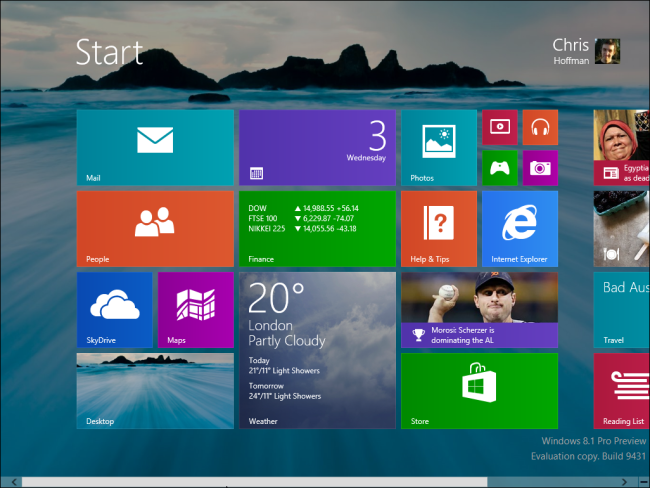 Start
Chris
Hoffman
Mail
3
Wednesday
Photos
Egyptian
as dead
People
DOW ▲ 14,988.55 +56.14
FTSE 100 ▼ 6,229.87 -74.07
NIKKEI 225 ▼ 14,055.56 -43.18
Finance
Help & Tips
Internet Explorer
SkyDrive
Maps
20°
London
Partly Cloudy
Today
21°/11° Light Showers
Tomorrow
24°/11° Light Showers
Weather
Morosi: Scherzer is
dominating the AL
Bad Aus
Travel
Desktop
Store
Reading List
Windows 8.1 Pro Preview
Evaluation copy. Build 9431